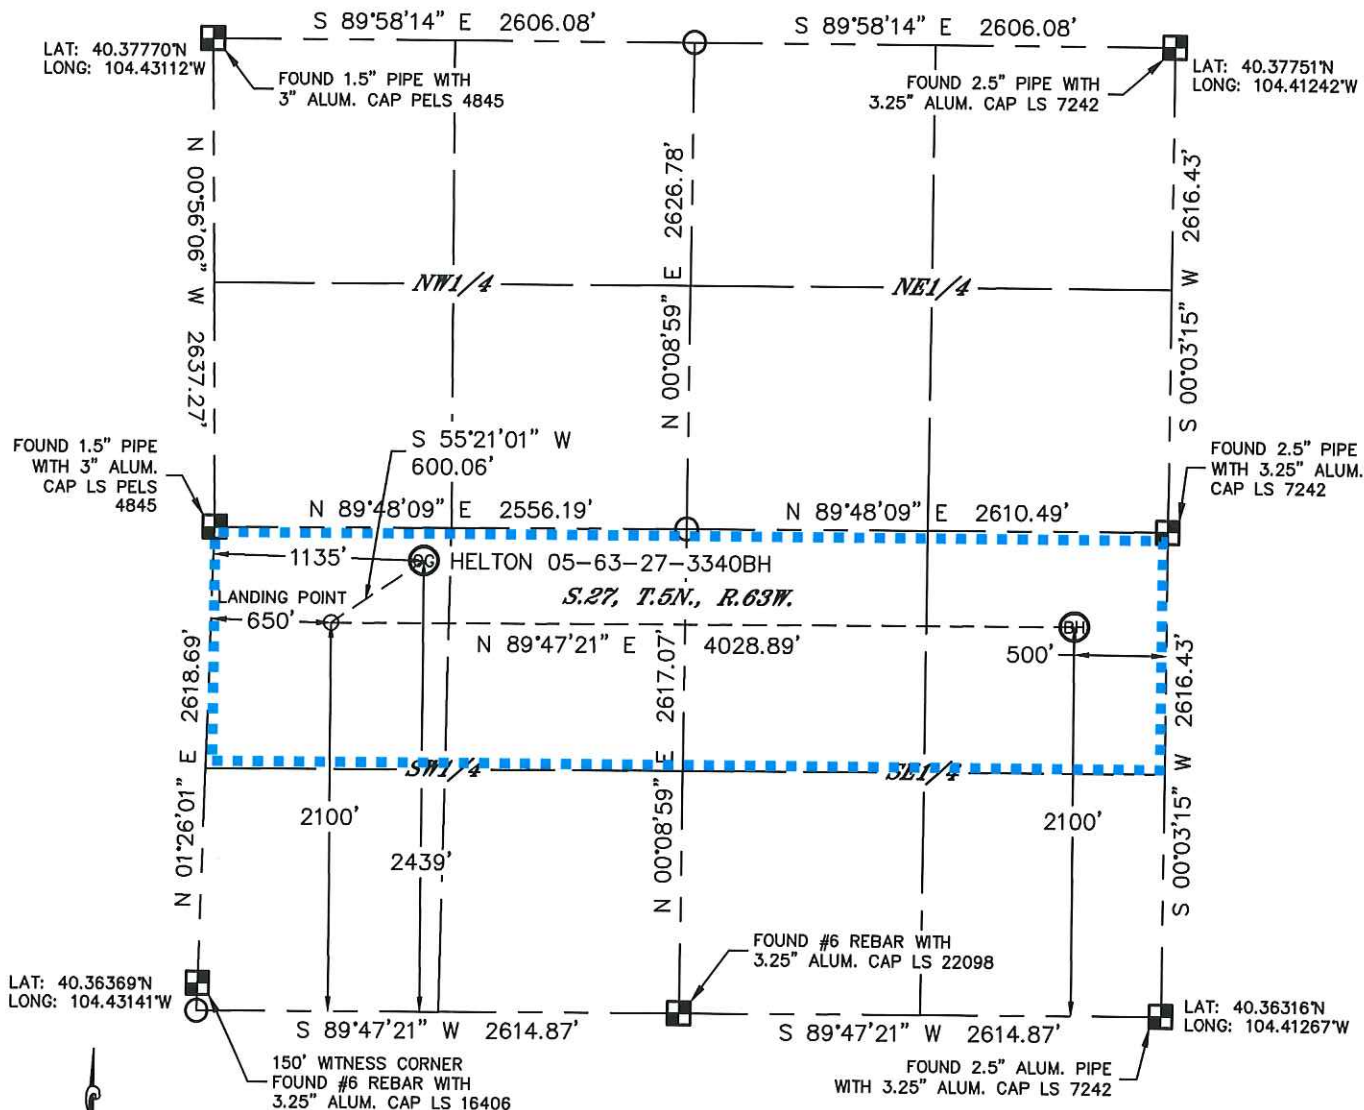 S 89°58'14" E 2606.08'
S 89°58'14" E 2606.08'
LAT: 40.37770°N
LONG: 104.43112°W
FOUND 1.5" PIPE WITH
3" ALUM. CAP PELS 4845
FOUND 2.5" PIPE WITH
3.25" ALUM. CAP LS 7242
LAT: 40.37751°N
LONG: 104.41242°W
N 00°56'06" W 2637.27'
N 00°08'59" E 2626.78'
S 00°03'15" W 2616.43'
NW1/4
NE1/4
FOUND 1.5" PIPE
WITH 3" ALUM.
CAP LS PELS
4845
S 55°21'01" W
600.06'
FOUND 2.5" PIPE
WITH 3.25" ALUM.
CAP LS 7242
N 89°48'09" E 2556.19'
N 89°48'09" E 2610.49'
1135'
OG HELTON 05-63-27-3340BH
S.27, T.5N., R.63W.
LANDING POINT
650'
BH
N 89°47'21" E 4028.89'
500'
N 01°26'01" E 2618.69'
N 00°08'59" E 2617.07'
S 00°03'15" W 2616.43'
SW1/4
SE1/4
2100'
2439'
2100'
FOUND #6 REBAR WITH
3.25" ALUM. CAP LS 22098
LAT: 40.36369°N
LONG: 104.43141°W
LAT: 40.36316°N
LONG: 104.41267°W
S 89°47'21" W 2614.87'
S 89°47'21" W 2614.87'
150' WITNESS CORNER
FOUND #6 REBAR WITH
3.25" ALUM. CAP LS 16406
FOUND 2.5" ALUM. PIPE
WITH 3.25" ALUM. CAP LS 7242